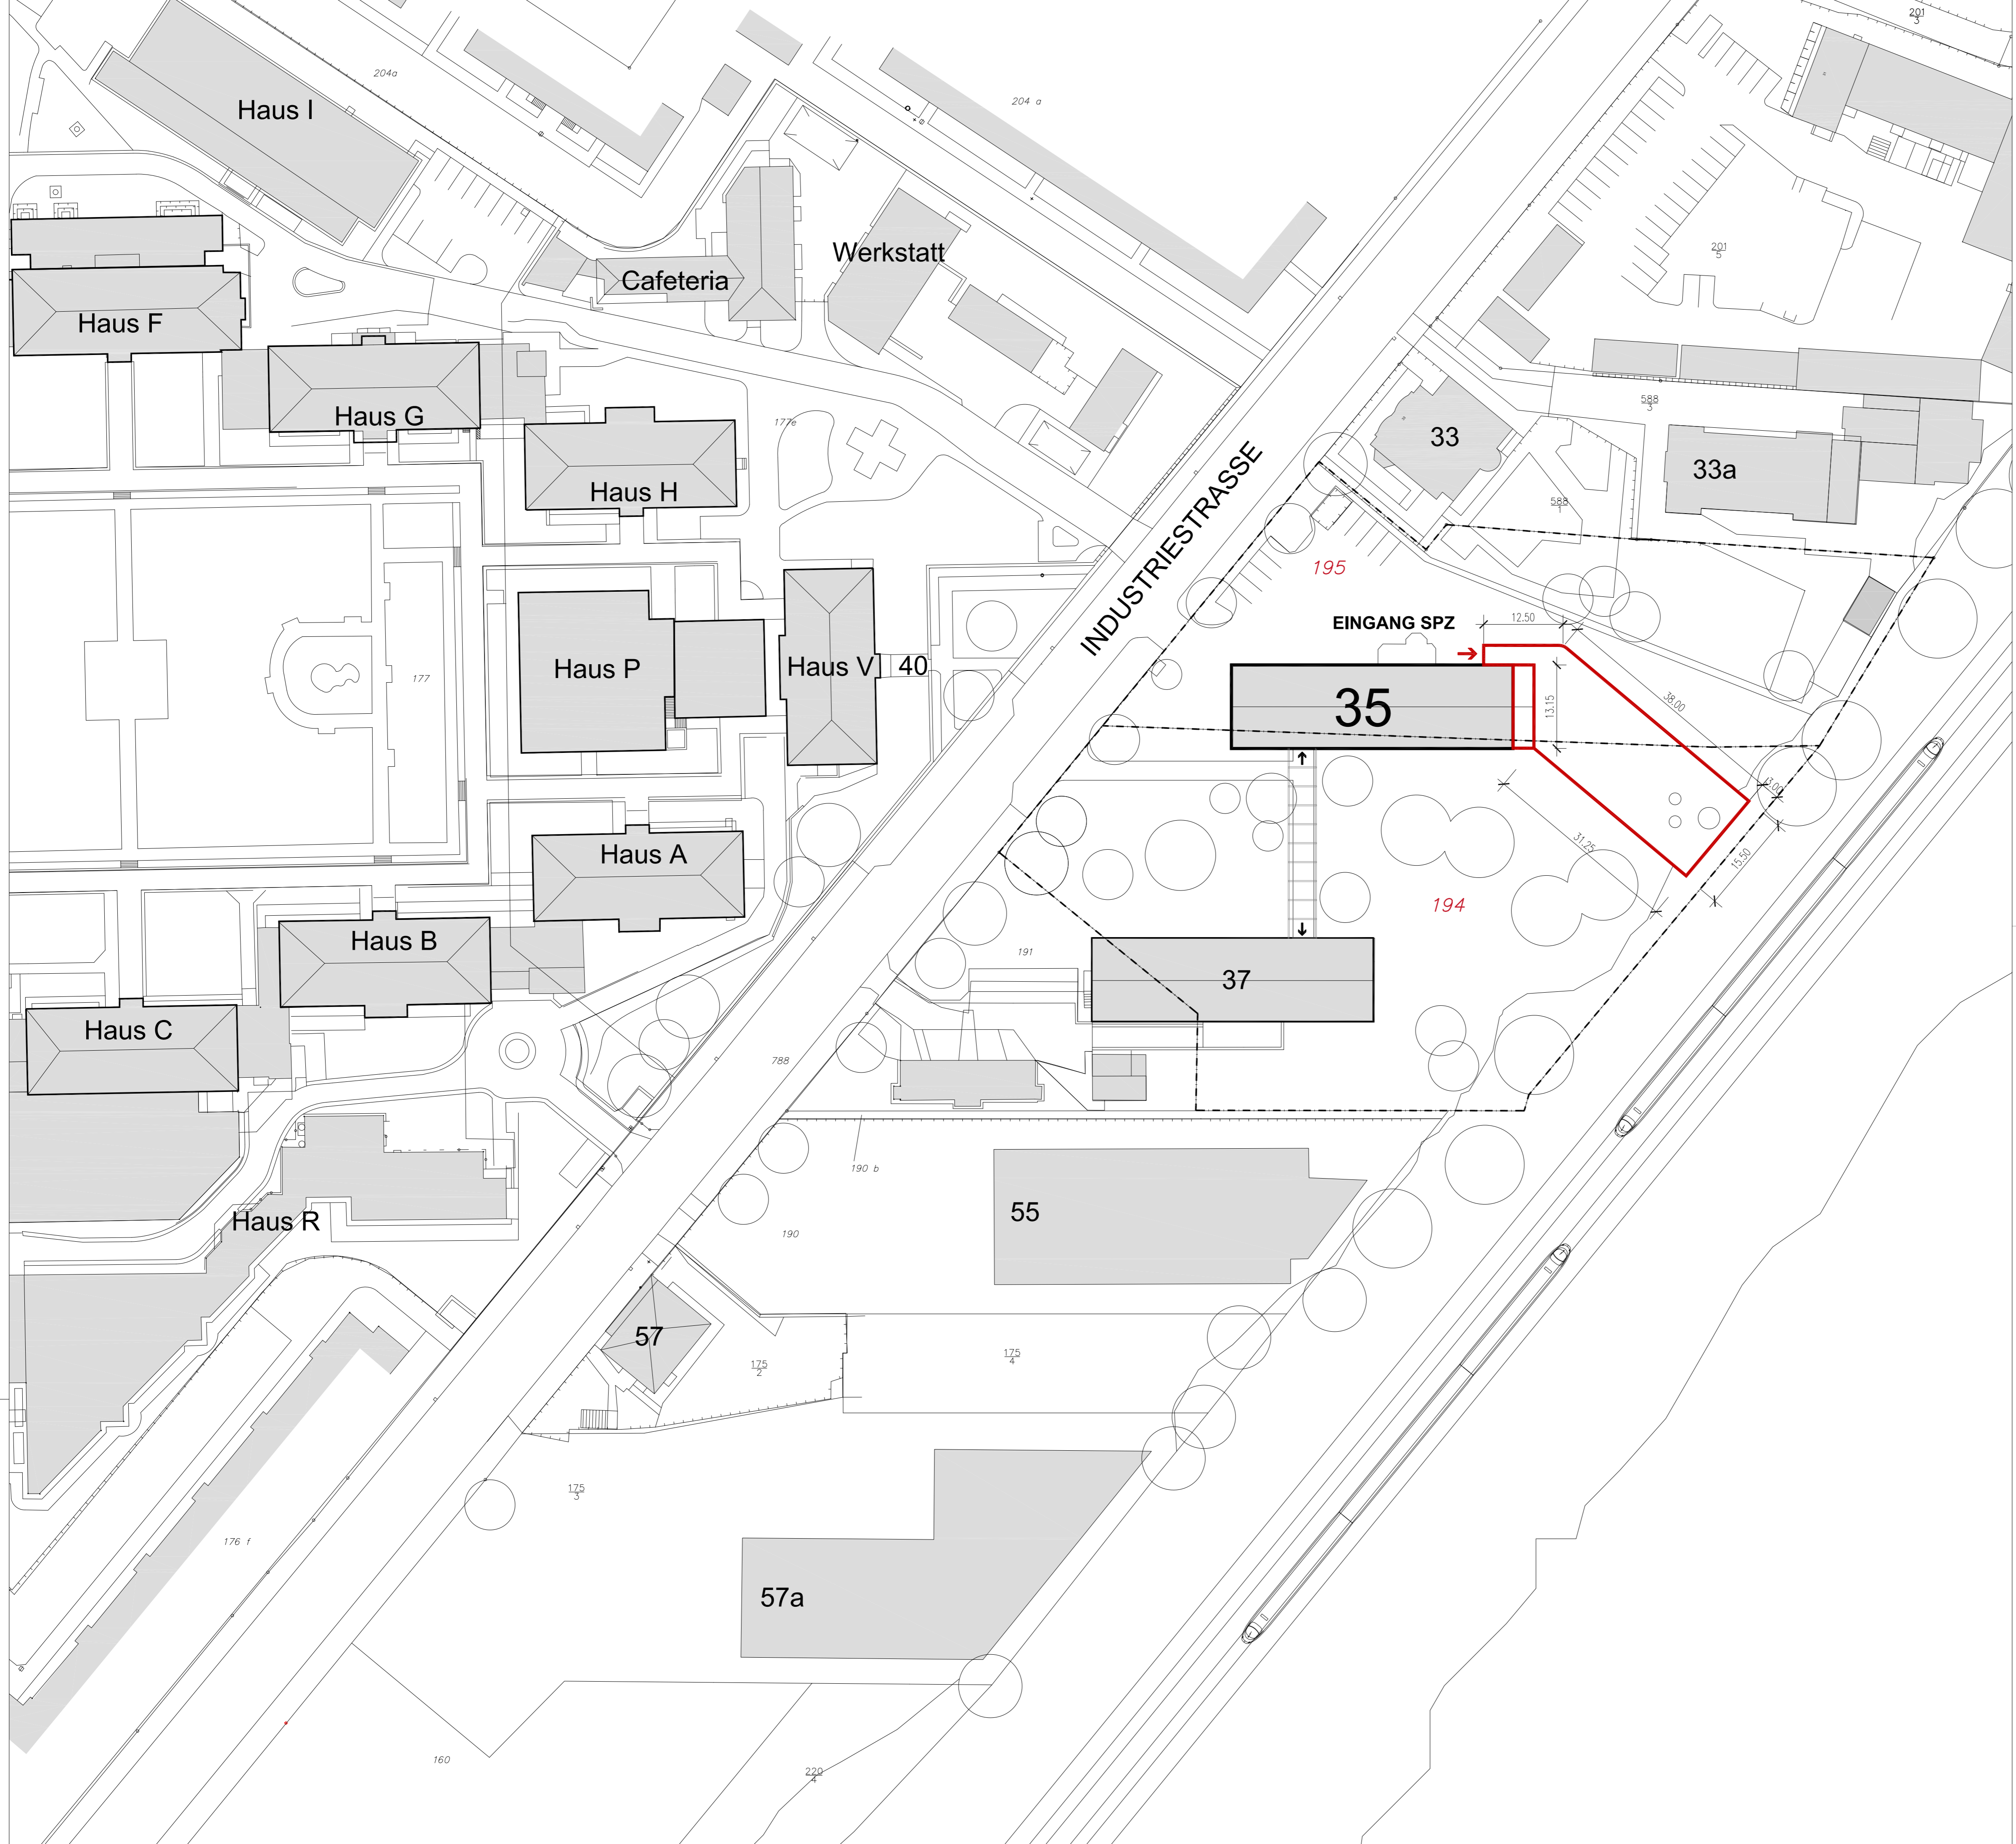 201
3
204a
204 a
Haus I
Werkstatt
Cafeteria
201
5
Haus F
Haus G
177e
588
3
33
33a
Haus H
588
1
INDUSTRIESTRASSE
195
EINGANG SPZ
12.50
Haus P
Haus V
40
177
35
13.15
38.00
3.00
31.25
15.50
Haus A
194
Haus B
191
37
Haus C
788
190 b
Haus R
55
190
57
175
2
175
4
175
3
176 f
57a
160
220
4